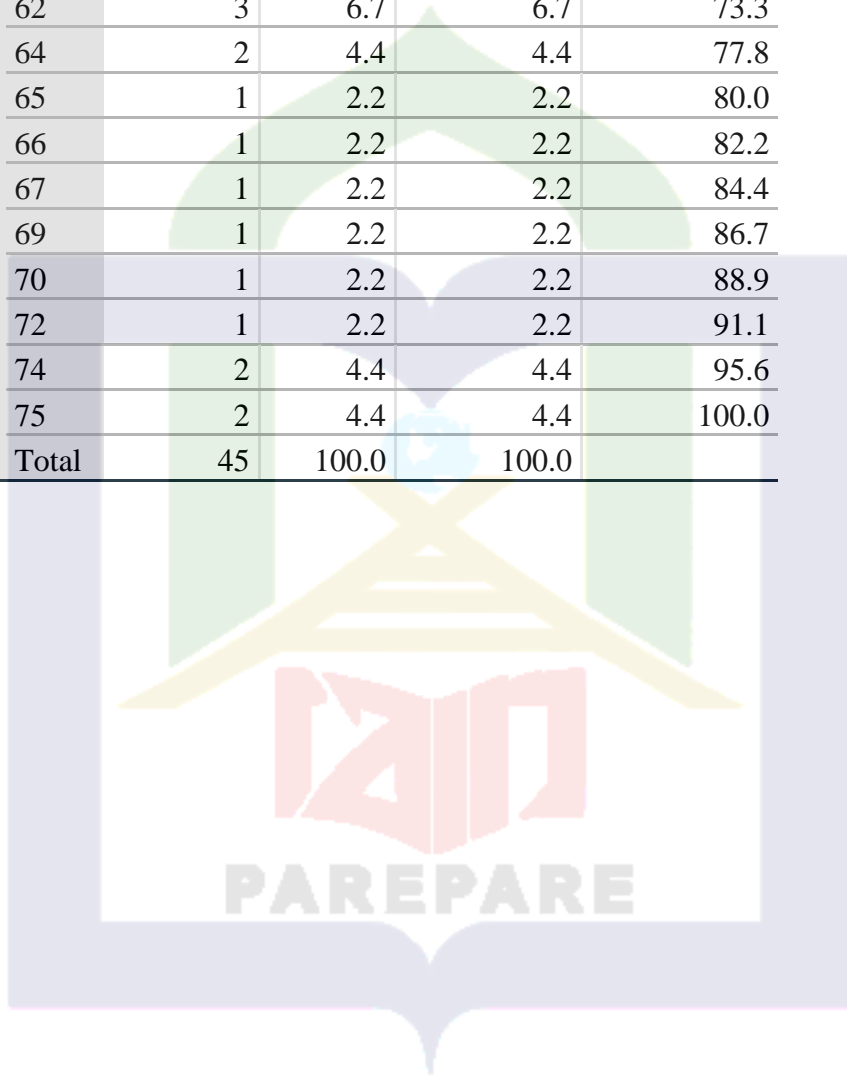 62 3 6.7 6.7 73.3
64 2 4.4 4.4 77.8
65 1 2.2 2.2 80.0
66 1 2.2 2.2 82.2
67 1 2.2 2.2 84.4
69 1 2.2 2.2 86.7
70 1 2.2 2.2 88.9
72 1 2.2 2.2 91.1
74 2 4.4 4.4 95.6
75 2 4.4 4.4 100.0
Total 45 100.0 100.0
iain
PAREPARE